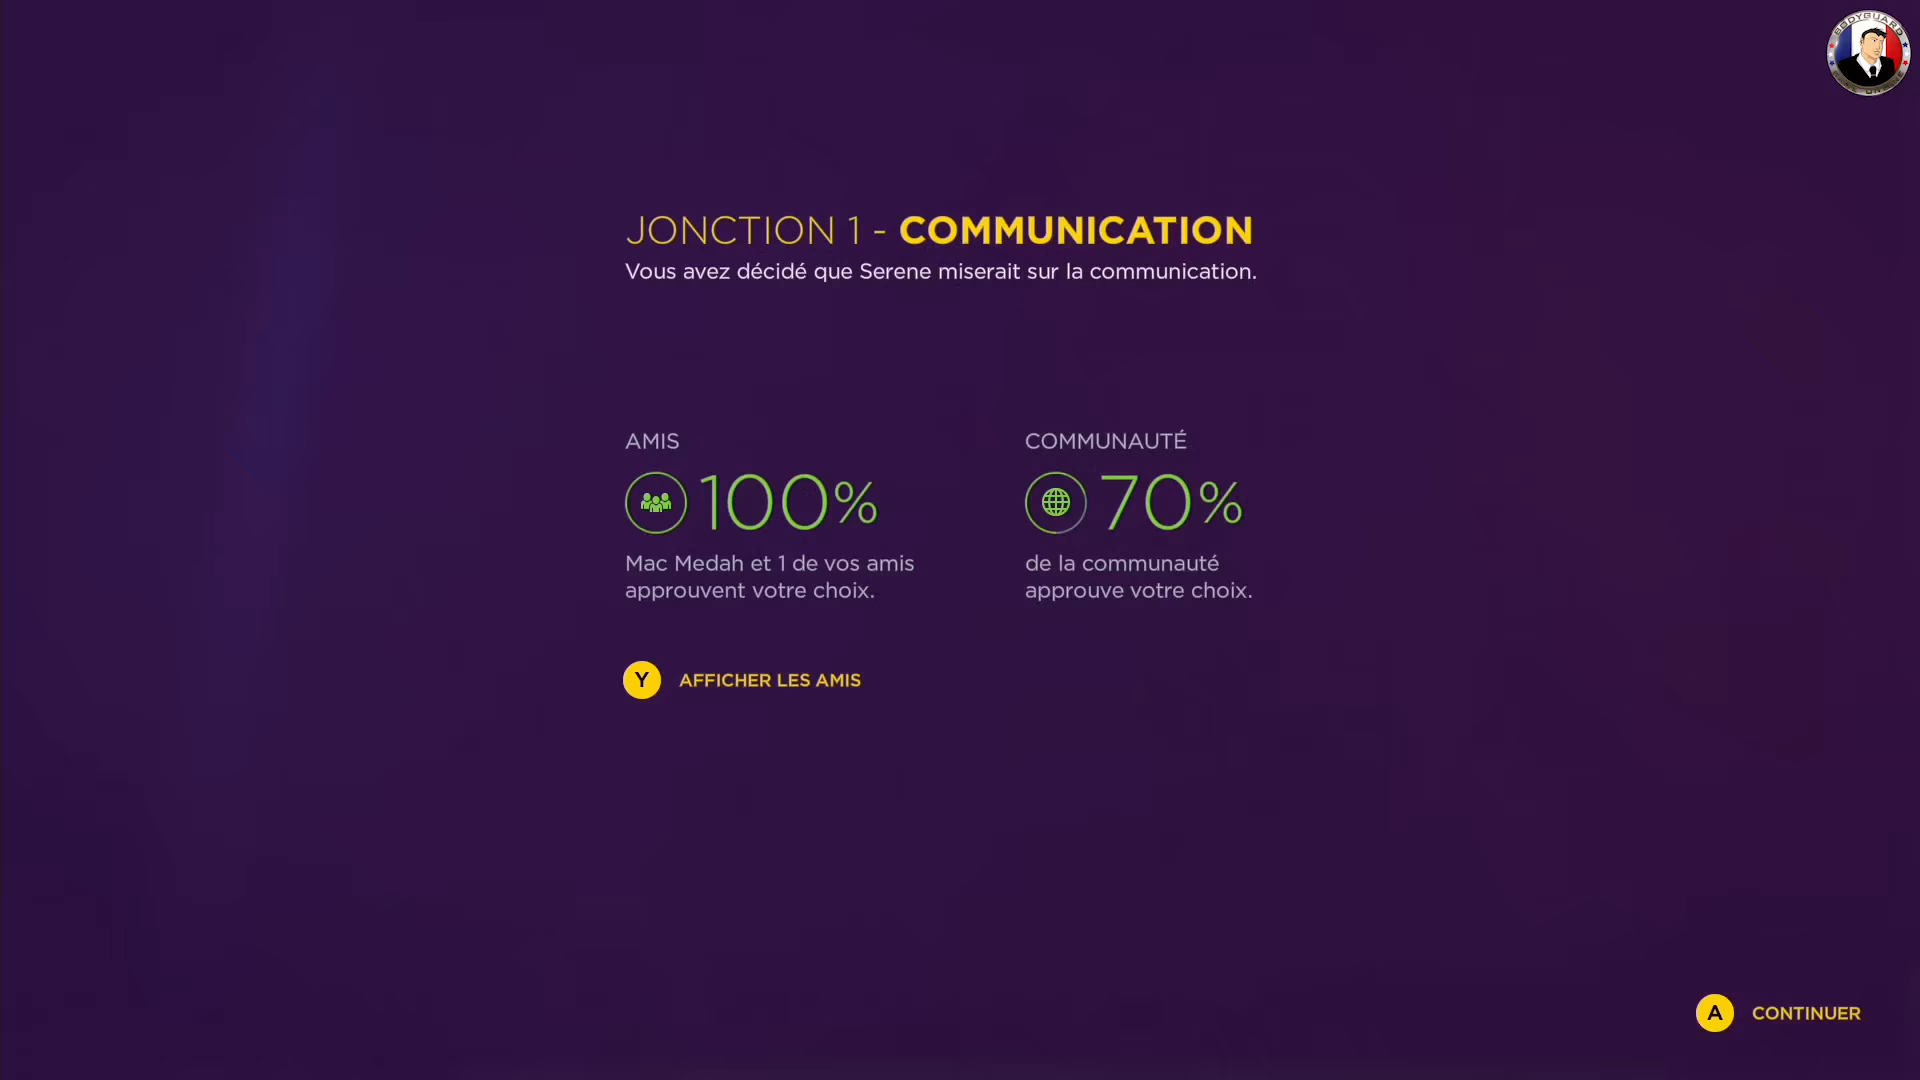 BODYGUARD
JONCTION 1 - COMMUNICATION
Vous avez décidé que Serene miserait sur la communication.
AMIS
100%
Mac Medah et 1 de vos amis
approuvent votre choix.
COMMUNAUTÉ
70%
de la communauté
approuve votre choix.
Y AFFICHER LES AMIS
A CONTINUER